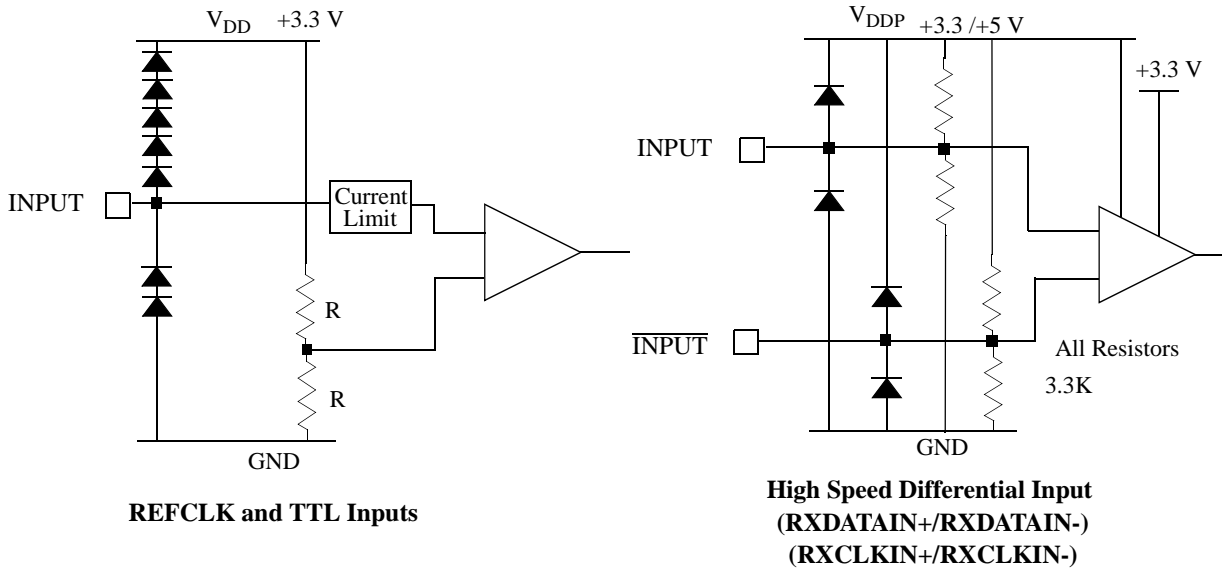 V_DD +3.3 V
INPUT
Current
Limit
R
R
GND
REFCLK and TTL Inputs
V_DDP +3.3 /+5 V
+3.3 V
INPUT
INPUT
All Resistors
3.3K
GND
High Speed Differential Input
(RXDATAIN+/RXDATAIN-)
(RXCLKIN+/RXCLKIN-)